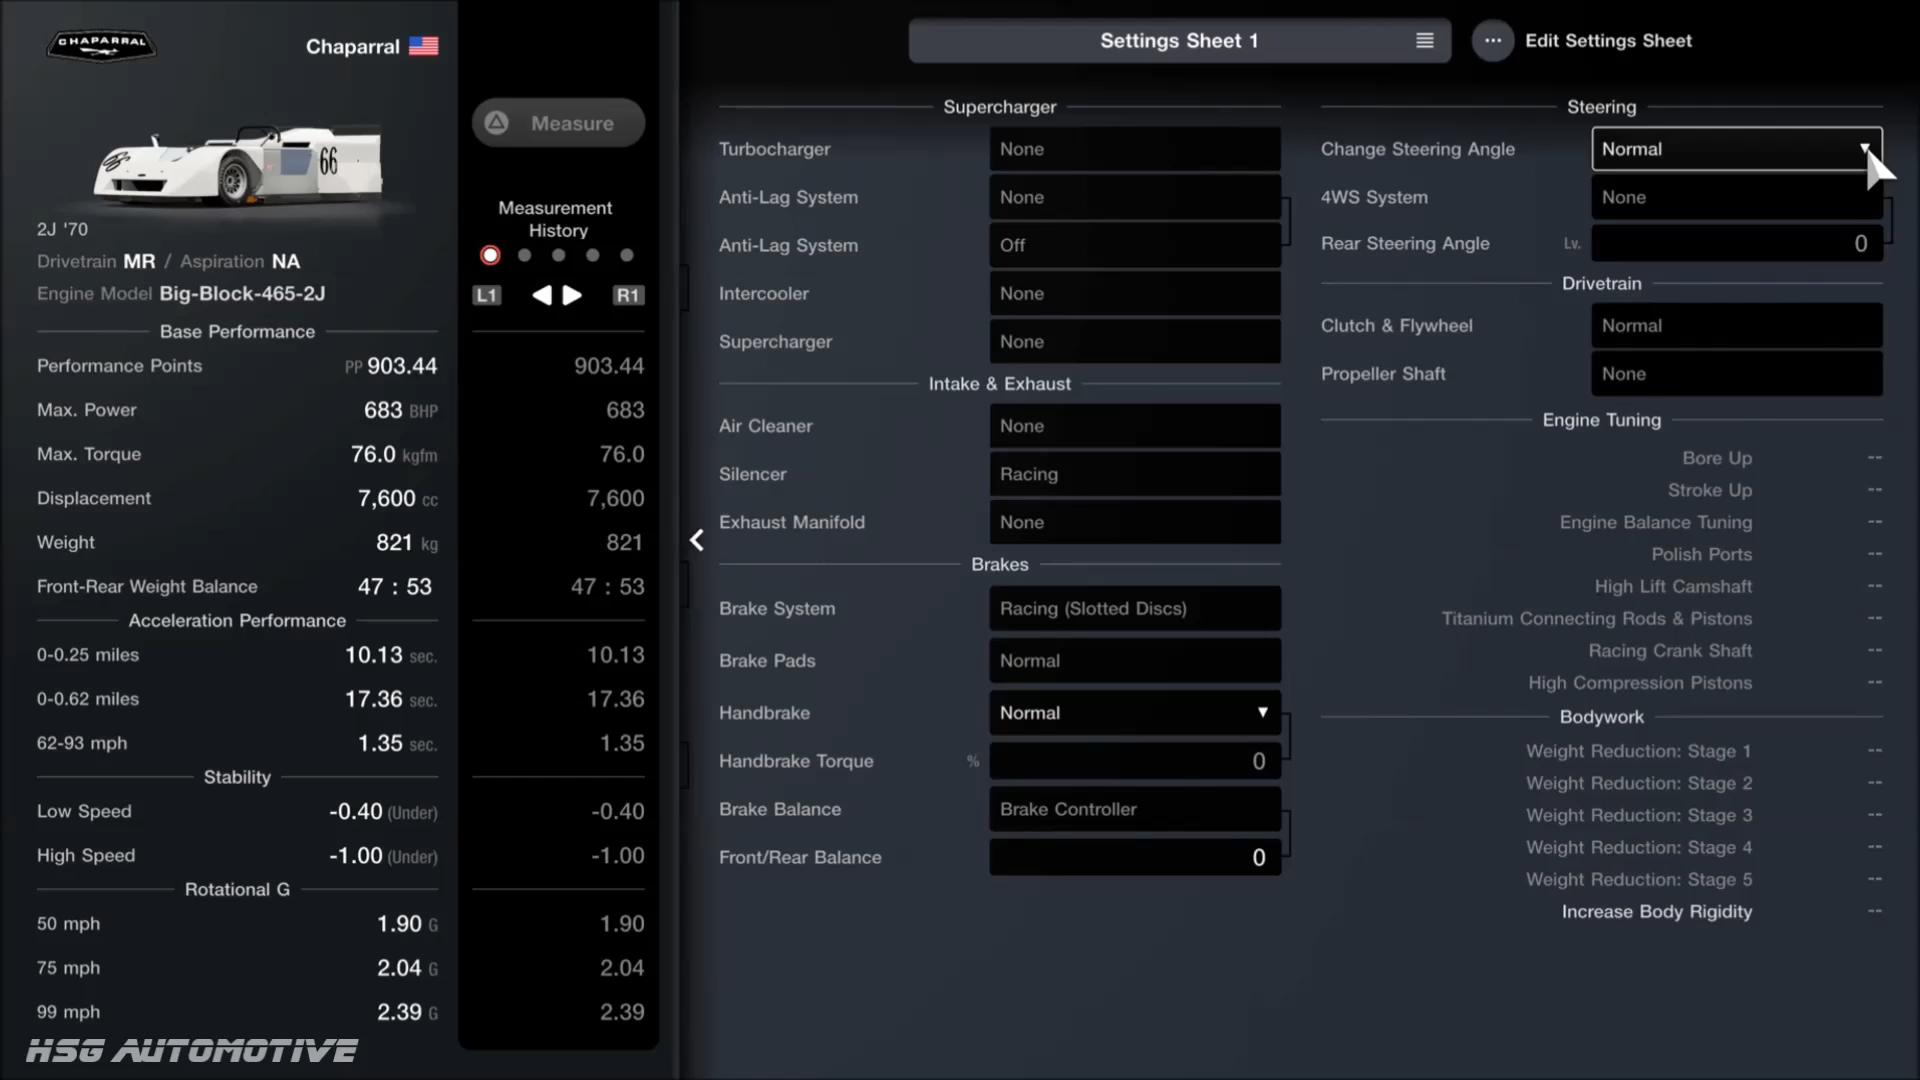 CHAPARRAL
Chaparral
66
66
2J '70
Drivetrain MR / Aspiration NA
Engine Model Big-Block-465-2J
Base Performance
Performance Points PP 903.44
Max. Power 683 BHP
Max. Torque 76.0 kgfm
Displacement 7,600 cc
Weight 821 kg
Front-Rear Weight Balance 47 : 53
Acceleration Performance
0-0.25 miles 10.13 sec.
0-0.62 miles 17.36 sec.
62-93 mph 1.35 sec.
Stability
Low Speed -0.40 (Under)
High Speed -1.00 (Under)
Rotational G
50 mph 1.90 G
75 mph 2.04 G
99 mph 2.39 G
HSG AUTOMOTIVE
Measure
Measurement
History
L1 R1
903.44
683
76.0
7,600
821
47 : 53
10.13
17.36
1.35
-0.40
-1.00
1.90
2.04
2.39
Settings Sheet 1
Edit Settings Sheet
Supercharger
Turbocharger None
Anti-Lag System None
Anti-Lag System Off
Intercooler None
Supercharger None
Intake & Exhaust
Air Cleaner None
Silencer Racing
Exhaust Manifold None
Brakes
Brake System Racing (Slotted Discs)
Brake Pads Normal
Handbrake Normal
Handbrake Torque % 0
Brake Balance Brake Controller
Front/Rear Balance 0
Steering
Change Steering Angle Normal
4WS System None
Rear Steering Angle Lv. 0
Drivetrain
Clutch & Flywheel Normal
Propeller Shaft None
Engine Tuning
Bore Up --
Stroke Up --
Engine Balance Tuning --
Polish Ports --
High Lift Camshaft --
Titanium Connecting Rods & Pistons --
Racing Crank Shaft --
High Compression Pistons --
Bodywork
Weight Reduction: Stage 1 --
Weight Reduction: Stage 2 --
Weight Reduction: Stage 3 --
Weight Reduction: Stage 4 --
Weight Reduction: Stage 5 --
Increase Body Rigidity --